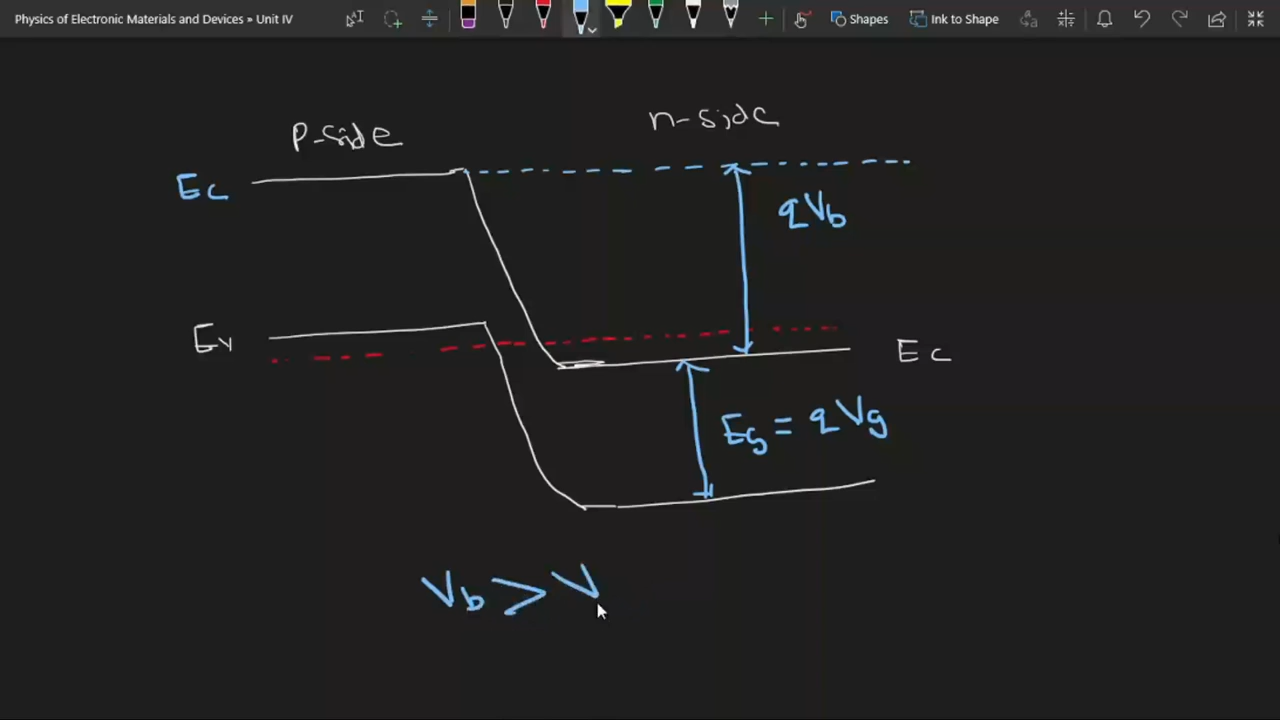 Physics of Electronic Materials and Devices » Unit IV
Shapes
Ink to Shape
P-side
n-side
Ec
qVb
Ev
Ec
Eg = qVg
Vb > V